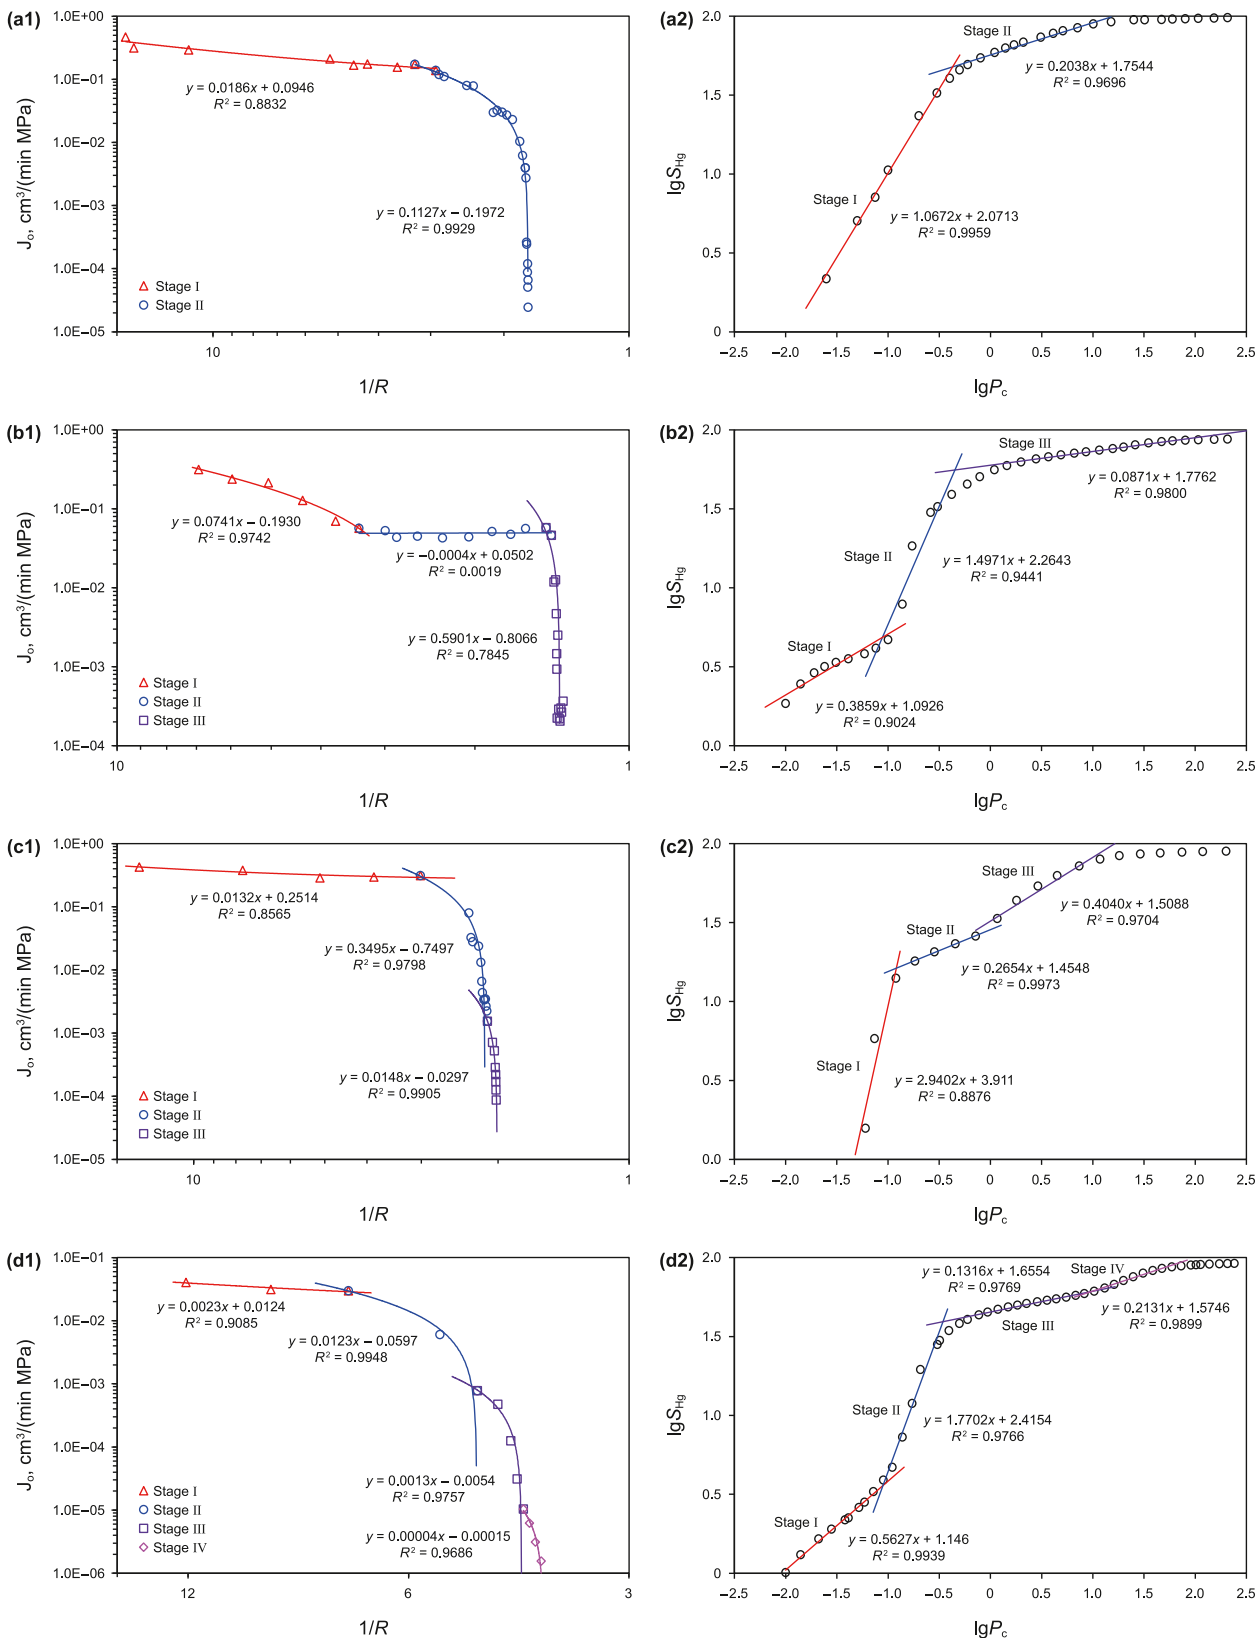 (a1)
1.0E+00
1.0E−01
1.0E−02
1.0E−03
1.0E−04
1.0E−05
J_o, cm³/(min MPa)
y = 0.0186x + 0.0946
R² = 0.8832
y = 0.1127x − 0.1972
R² = 0.9929
Stage I
Stage II
10
1
1/R
(a2)
2.0
1.5
1.0
0.5
0
lgS_Hg
Stage II
y = 0.2038x + 1.7544
R² = 0.9696
Stage I
y = 1.0672x + 2.0713
R² = 0.9959
−2.5 −2.0 −1.5 −1.0 −0.5 0 0.5 1.0 1.5 2.0 2.5
lgP_c
(b1)
1.0E+00
1.0E−01
1.0E−02
1.0E−03
1.0E−04
J_o, cm³/(min MPa)
y = 0.0741x − 0.1930
R² = 0.9742
y = −0.0004x + 0.0502
R² = 0.0019
y = 0.5901x − 0.8066
R² = 0.7845
Stage I
Stage II
Stage III
10
1
1/R
(b2)
2.0
1.5
1.0
0.5
0.0
lgS_Hg
Stage III
y = 0.0871x + 1.7762
R² = 0.9800
Stage II
y = 1.4971x + 2.2643
R² = 0.9441
Stage I
y = 0.3859x + 1.0926
R² = 0.9024
−2.5 −2.0 −1.5 −1.0 −0.5 0 0.5 1.0 1.5 2.0 2.5
lgP_c
(c1)
1.0E+00
1.0E−01
1.0E−02
1.0E−03
1.0E−04
1.0E−05
J_o, cm³/(min MPa)
y = 0.0132x + 0.2514
R² = 0.8565
y = 0.3495x − 0.7497
R² = 0.9798
y = 0.0148x − 0.0297
R² = 0.9905
Stage I
Stage II
Stage III
10
1
1/R
(c2)
2.0
1.5
1.0
0.5
0.0
lgS_Hg
Stage III
y = 0.4040x + 1.5088
R² = 0.9704
Stage II
y = 0.2654x + 1.4548
R² = 0.9973
Stage I
y = 2.9402x + 3.911
R² = 0.8876
−2.5 −2.0 −1.5 −1.0 −0.5 0 0.5 1.0 1.5 2.0 2.5
lgP_c
(d1)
1.0E−01
1.0E−02
1.0E−03
1.0E−04
1.0E−05
1.0E−06
J_o, cm³/(min MPa)
y = 0.0023x + 0.0124
R² = 0.9085
y = 0.0123x − 0.0597
R² = 0.9948
y = 0.0013x − 0.0054
R² = 0.9757
y = 0.00004x − 0.00015
R² = 0.9686
Stage I
Stage II
Stage III
Stage IV
12
6
3
1/R
(d2)
2.0
1.5
1.0
0.5
0.0
lgS_Hg
y = 0.1316x + 1.6554
R² = 0.9769
Stage IV
y = 0.2131x + 1.5746
R² = 0.9899
Stage III
Stage II
y = 1.7702x + 2.4154
R² = 0.9766
Stage I
y = 0.5627x + 1.146
R² = 0.9939
−2.5 −2.0 −1.5 −1.0 −0.5 0 0.5 1.0 1.5 2.0 2.5
lgP_c